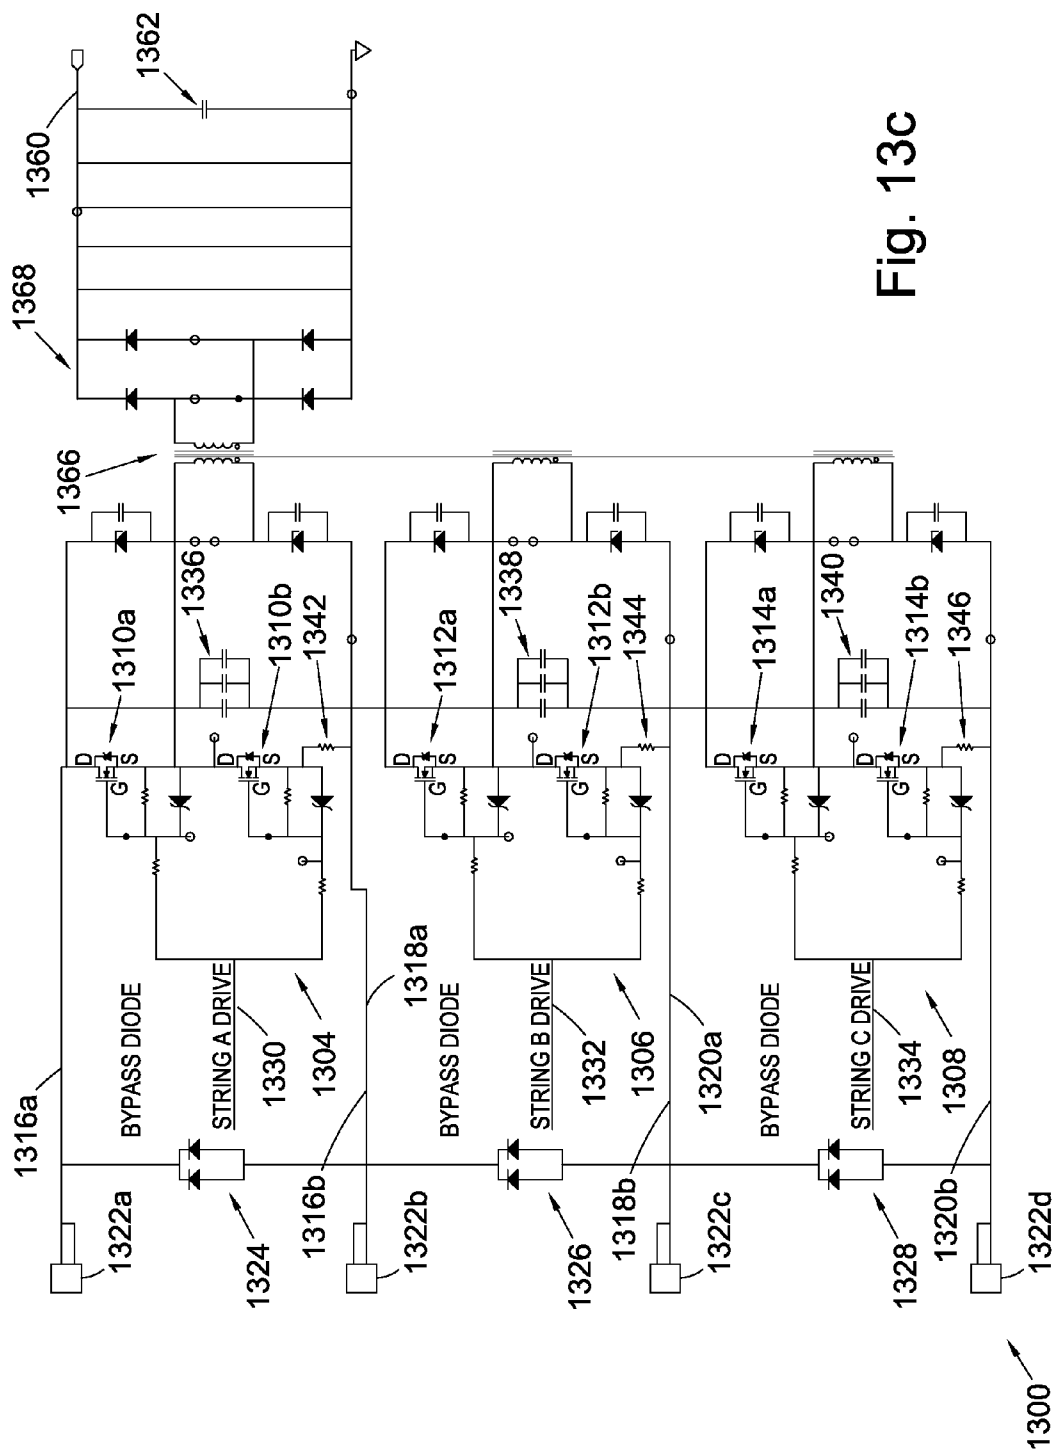 1362
1360
1368
1366
1336
1310a
1310b
1342
D
S
G
D
S
G
1338
1312a
1312b
1344
D
S
G
D
S
G
1340
1314a
1314b
1346
D
S
G
D
S
G
1316a
BYPASS DIODE
STRING A DRIVE
1330
1304
1318a
1324
1316b
1322a
1322b
BYPASS DIODE
STRING B DRIVE
1332
1306
1320a
1326
1318b
1322c
BYPASS DIODE
STRING C DRIVE
1334
1308
1328
1320b
1322d
1300
Fig. 13c